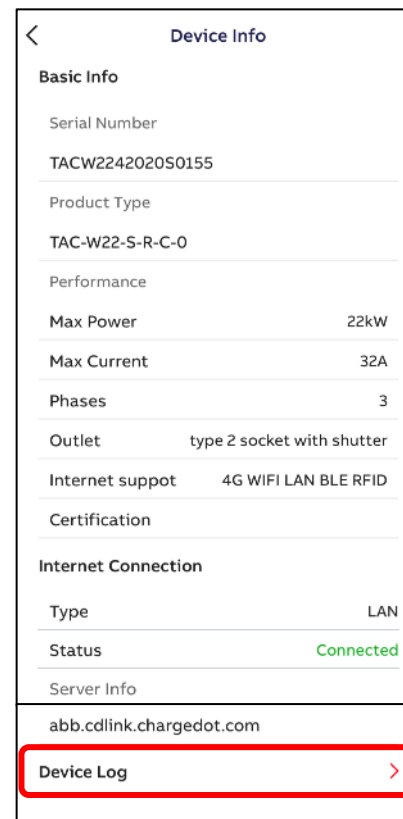 Device Info
Basic Info
Serial Number
TACW2242020S0155
Product Type
TAC-W22-S-R-C-0
Performance
Max Power 22kW
Max Current 32A
Phases 3
Outlet type 2 socket with shutter
Internet suppot 4G WIFI LAN BLE RFID
Certification
Internet Connection
Type LAN
Status Connected
Server Info
abb.cdlink.chargedot.com
Device Log